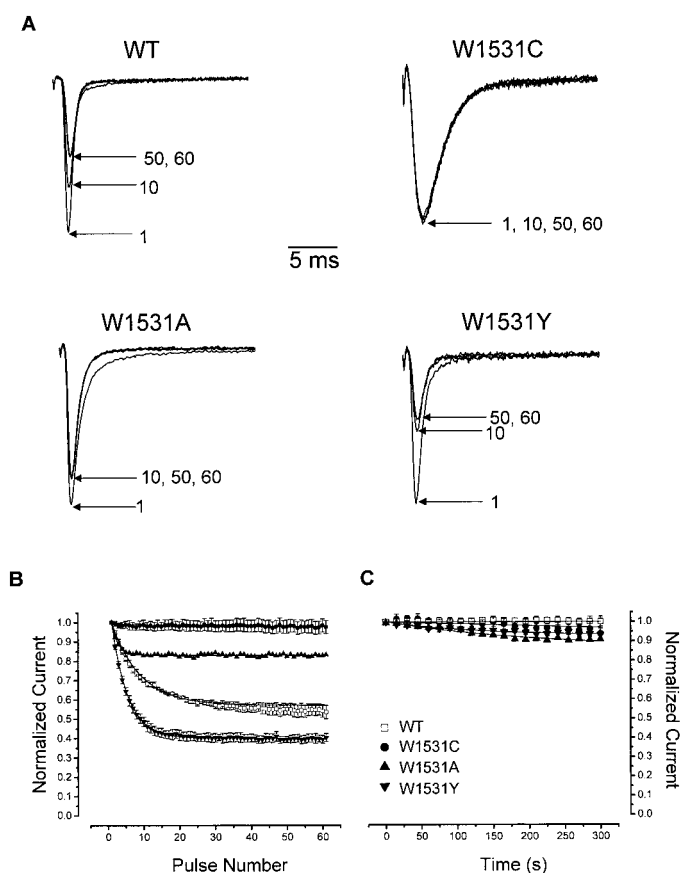 A
WT
50, 60
10
1
W1531C
1, 10, 50, 60
5 ms
W1531A
10, 50, 60
1
W1531Y
50, 60
10
1
B
Normalized Current
1.0
0.9
0.8
0.7
0.6
0.5
0.4
0.3
0.2
0.1
0.0
0 10 20 30 40 50 60
Pulse Number
C
WT
W1531C
W1531A
W1531Y
0 50 100 150 200 250 300
Time (s)
1.0
0.9
0.8
0.7
0.6
0.5
0.4
0.3
0.2
0.1
0.0
Normalized Current